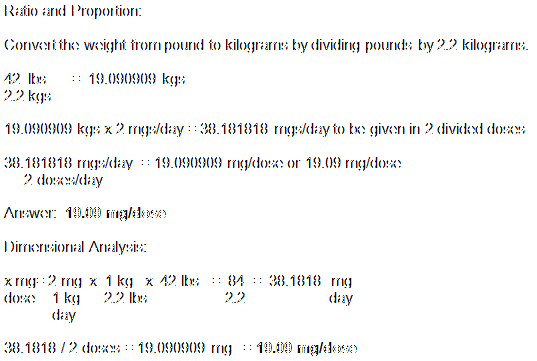 Ratio and Proportion:
Convert the weight from pound to kilograms by dividing pounds by 2.2 kilograms.
42 lbs = 19.090909 kgs
2.2 kgs
19.090909 kgs x 2 mgs/day = 38.181818 mgs/day to be given in 2 divided doses
38.181818 mgs/day = 19.090909 mg/dose or 19.09 mg/dose
2 doses/day
Answer: 19.09 mg/dose
Dimensional Analysis:
x mg = 2 mg x 1 kg x 42 lbs = 84 = 38.1818 mg
dose 1 kg 2.2 lbs 2.2 day
day
38.1818 / 2 doses = 19.090909 mg = 19.09 mg/dose